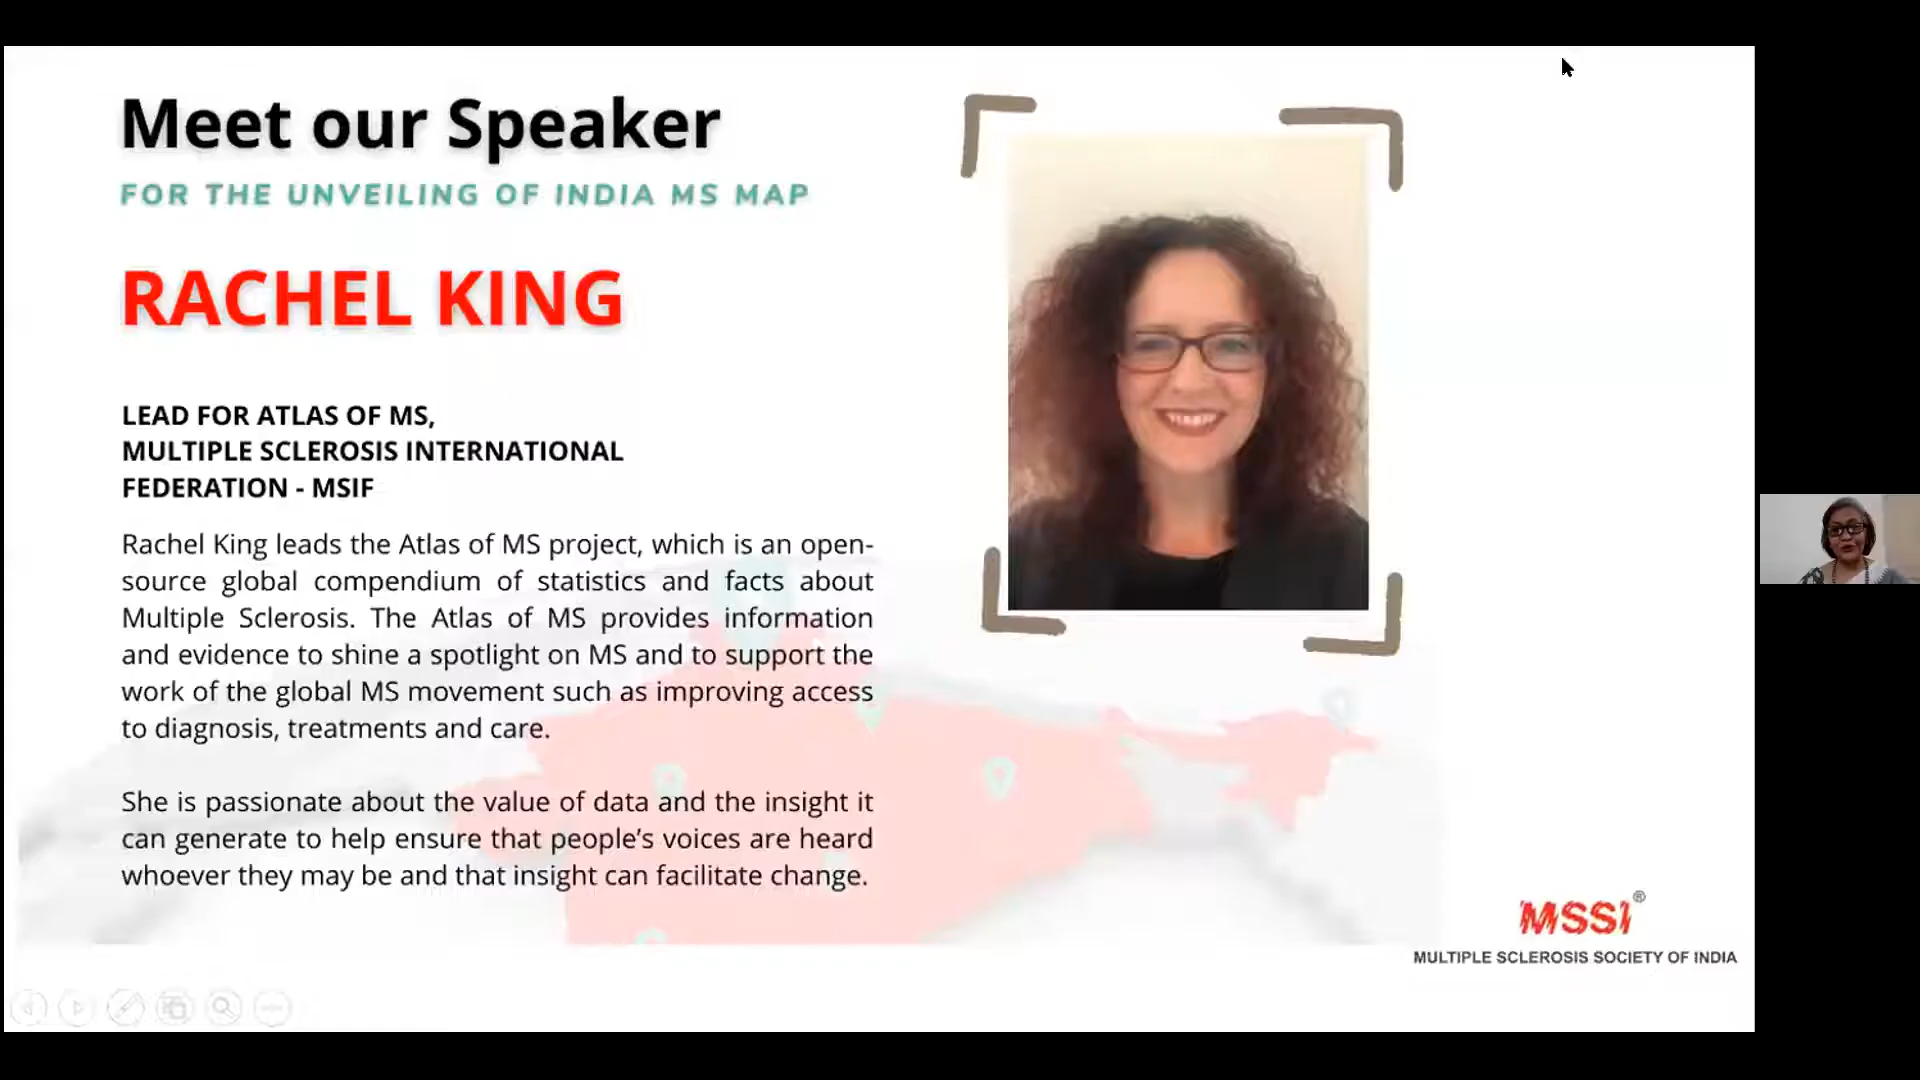 Meet our Speaker
FOR THE UNVEILING OF INDIA MS MAP
RACHEL KING
LEAD FOR ATLAS OF MS,
MULTIPLE SCLEROSIS INTERNATIONAL
FEDERATION - MSIF
Rachel King leads the Atlas of MS project, which is an open-
source global compendium of statistics and facts about
Multiple Sclerosis. The Atlas of MS provides information
and evidence to shine a spotlight on MS and to support the
work of the global MS movement such as improving access
to diagnosis, treatments and care.
She is passionate about the value of data and the insight it
can generate to help ensure that people’s voices are heard
whoever they may be and that insight can facilitate change.
MSSI®
MULTIPLE SCLEROSIS SOCIETY OF INDIA